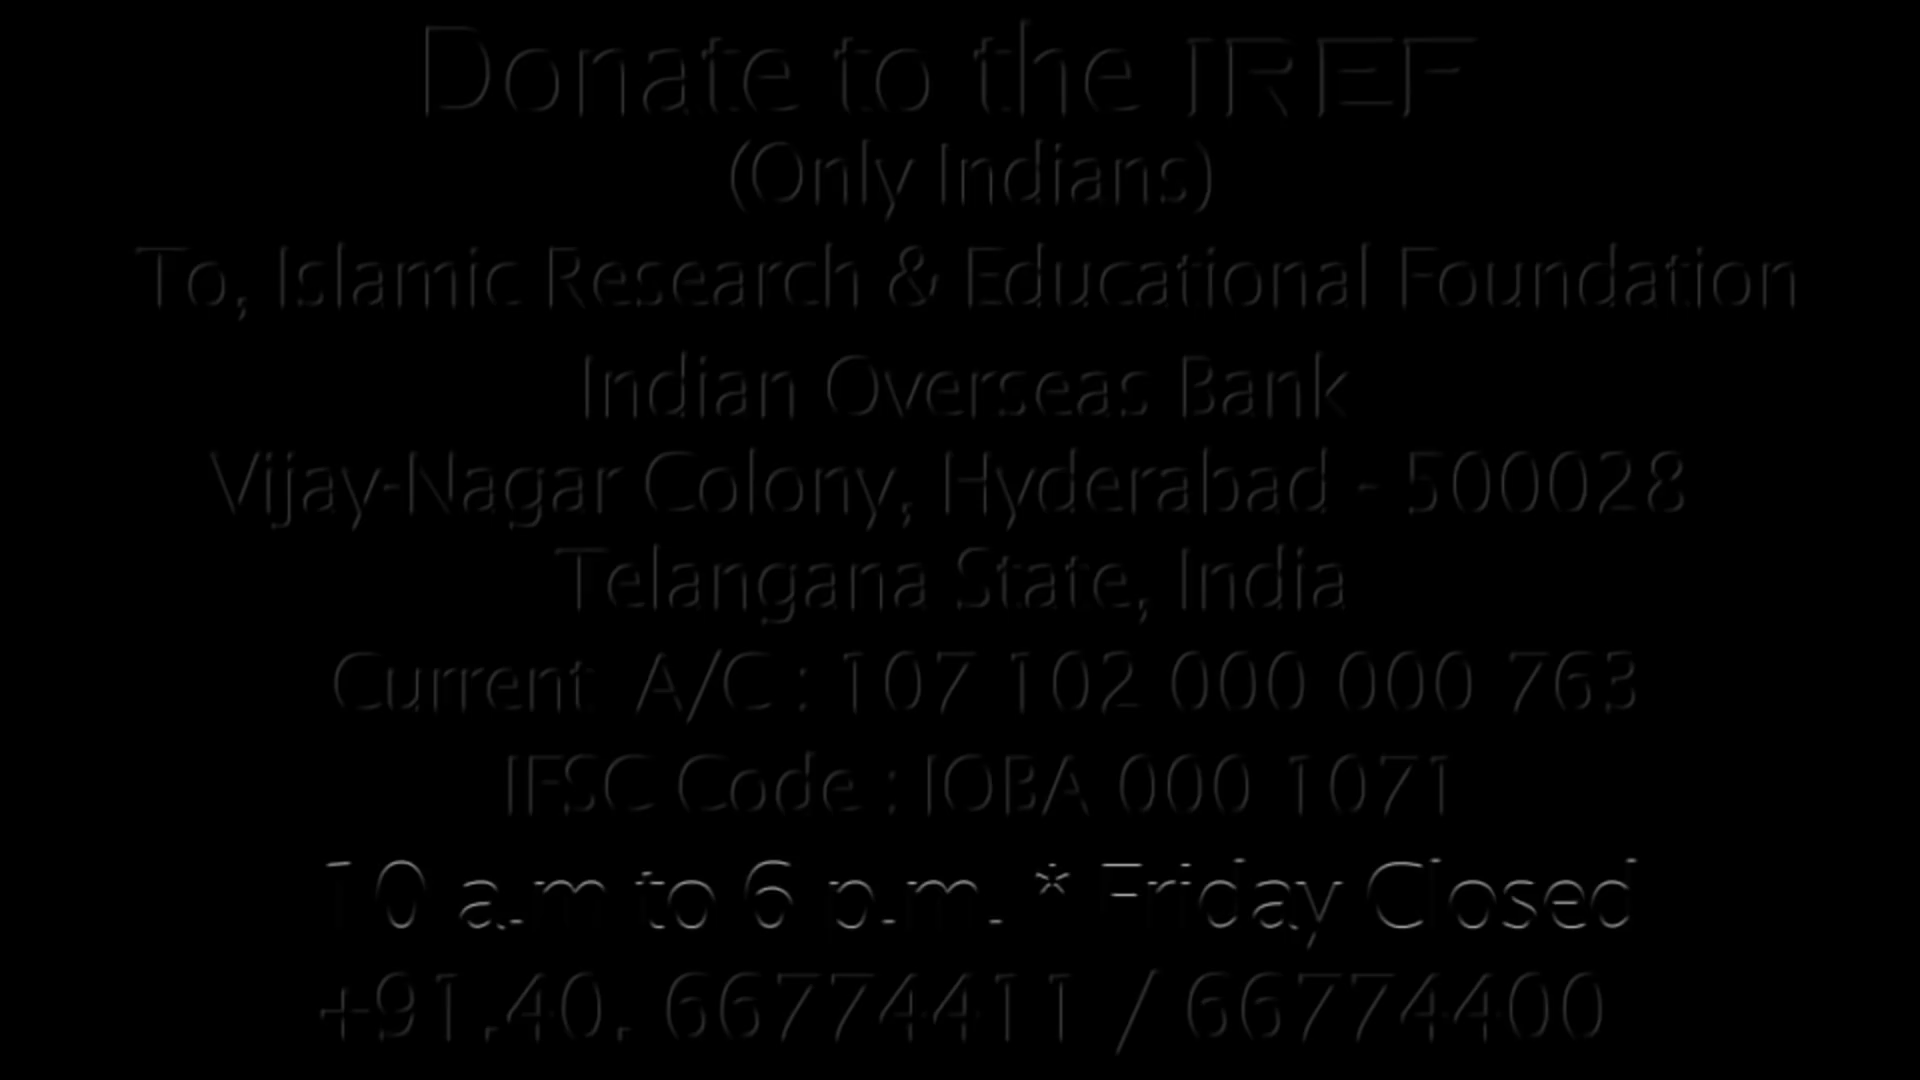 Donate to the IREF
(Only Indians)
To, Islamic Research & Educational Foundation
Indian Overseas Bank
Vijay-Nagar Colony, Hyderabad - 500028
Telangana State, India
Current A/C : 107 102 000 000 763
IFSC Code : IOBA 000 1071
10 a.m to 6 p.m. * Friday Closed
+91.40. 66774411 / 66774400